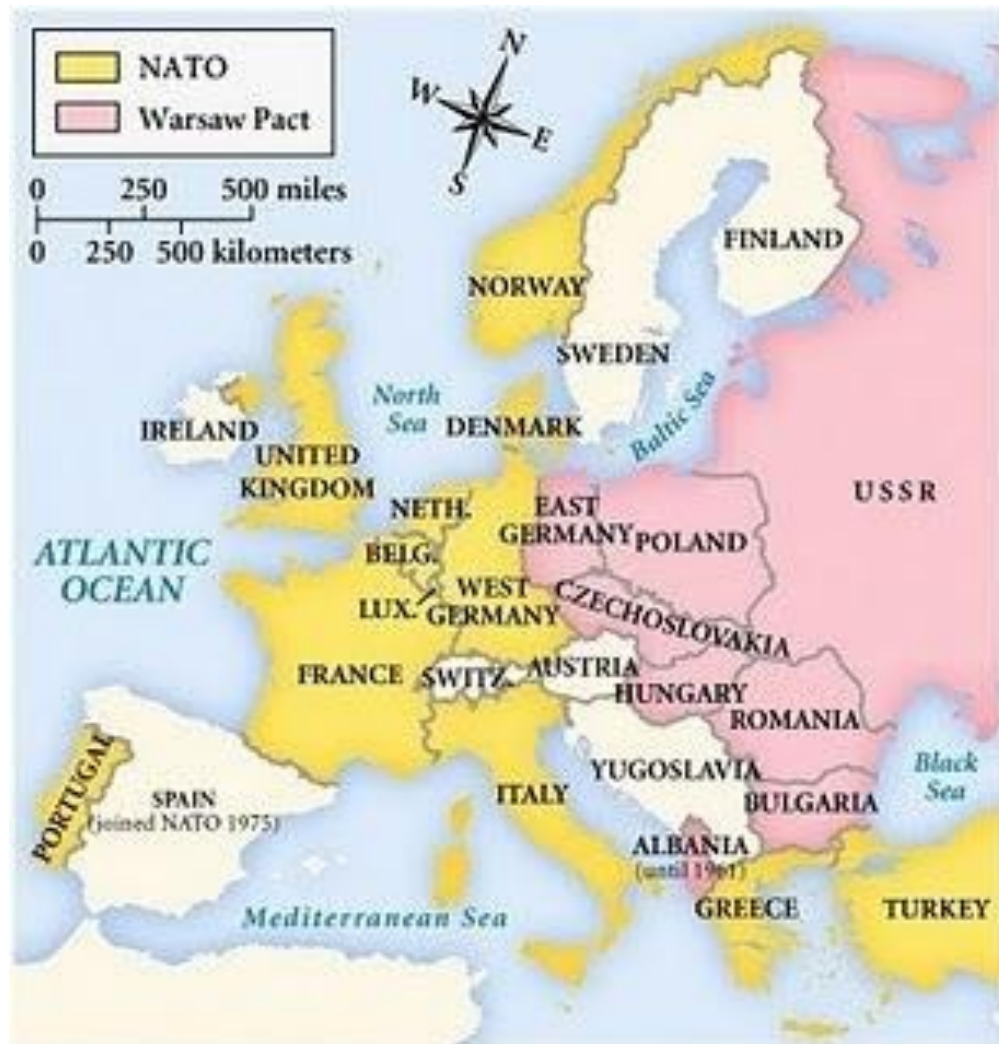 NATO
Warsaw Pact
N
W
E
S
0 250 500 miles
0 250 500 kilometers
FINLAND
NORWAY
SWEDEN
North
Sea
Baltic Sea
IRELAND
DENMARK
UNITED
KINGDOM
NETH.
EAST
GERMANY
POLAND
USSR
ATLANTIC
OCEAN
BELG.
LUX.
WEST
GERMANY
CZECHOSLOVAKIA
FRANCE
SWITZ.
AUSTRIA
HUNGARY
ROMANIA
PORTUGAL
SPAIN
(joined NATO 1975)
ITALY
YUGOSLAVIA
BULGARIA
Black
Sea
ALBANIA
(until 1961)
Mediterranean Sea
GREECE
TURKEY